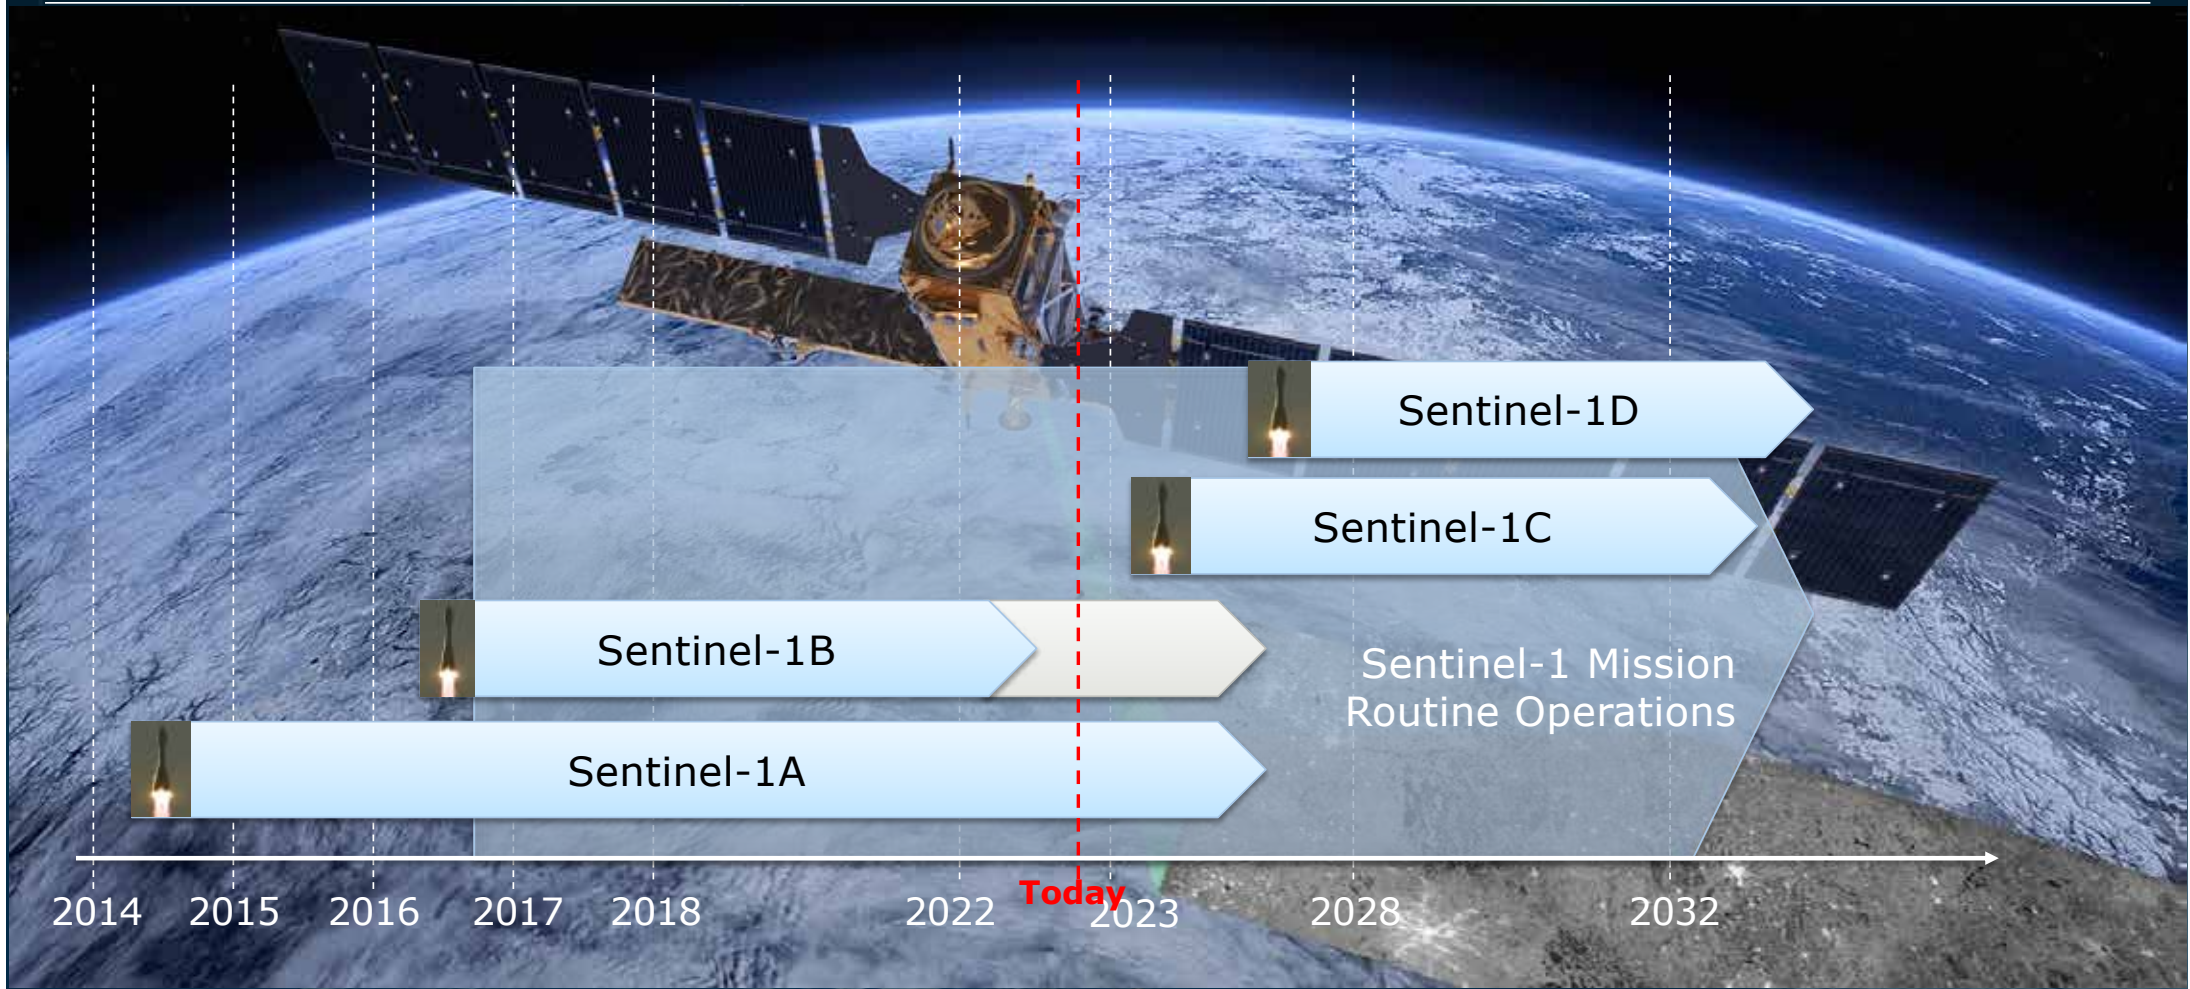 Sentinel-1D
Sentinel-1C
Sentinel-1B
Sentinel-1 Mission
Routine Operations
Sentinel-1A
2014 2015 2016 2017 2018 2022 Today 2023 2028 2032